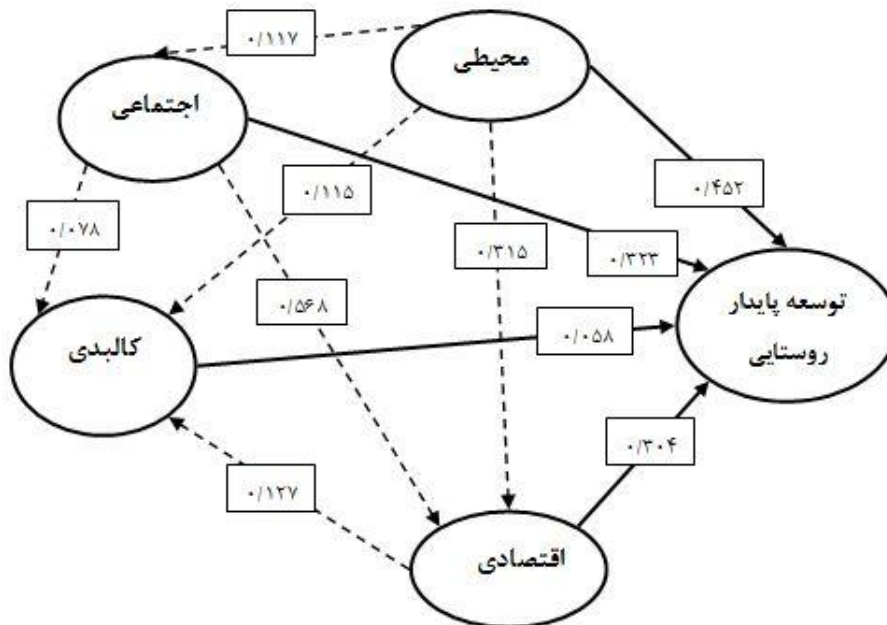 ۰/۱۱۷
محیطی
اجتماعی
۰/۱۱۵
۰/۴۵۲
۰/۰۷۸
۰/۳۱۵
۰/۳۲۳
۰/۵۶۸
توسعه پایدار
روستایی
کالبدی
۰/۰۵۸
۰/۳۰۴
۰/۱۲۷
اقتصادی